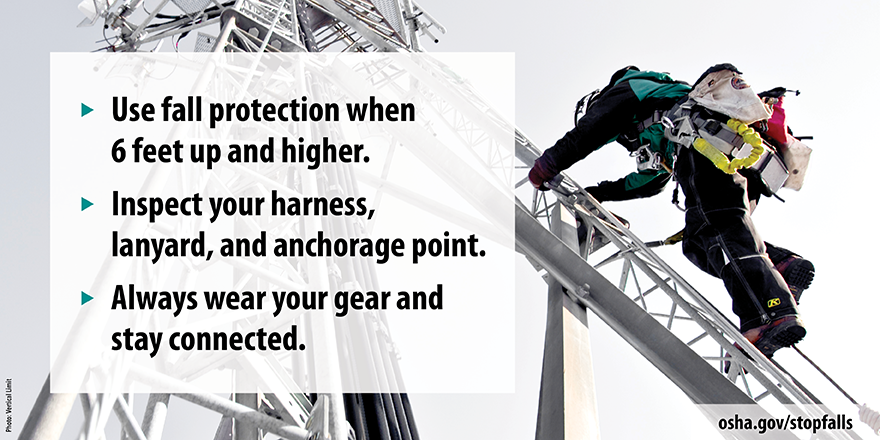 Use fall protection when
6 feet up and higher.
Inspect your harness,
lanyard, and anchorage point.
Always wear your gear and
stay connected.
osha.gov/stopfalls
Photo: Vertical Limit